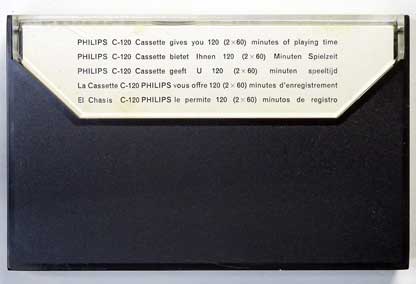 PHILIPS C-120 Cassette gives you 120 (2×60) minutes of playing time
PHILIPS C-120 Cassette bietet Ihnen 120 (2×60) Minuten Spielzeit
PHILIPS C-120 Cassette geeft U 120 (2×60) minuten speeltijd
La Cassette C-120 PHILIPS vous offre 120 (2×60) minutes d'enregistrement
El Chasis C-120 PHILIPS le permite 120 (2×60) minutos de registro